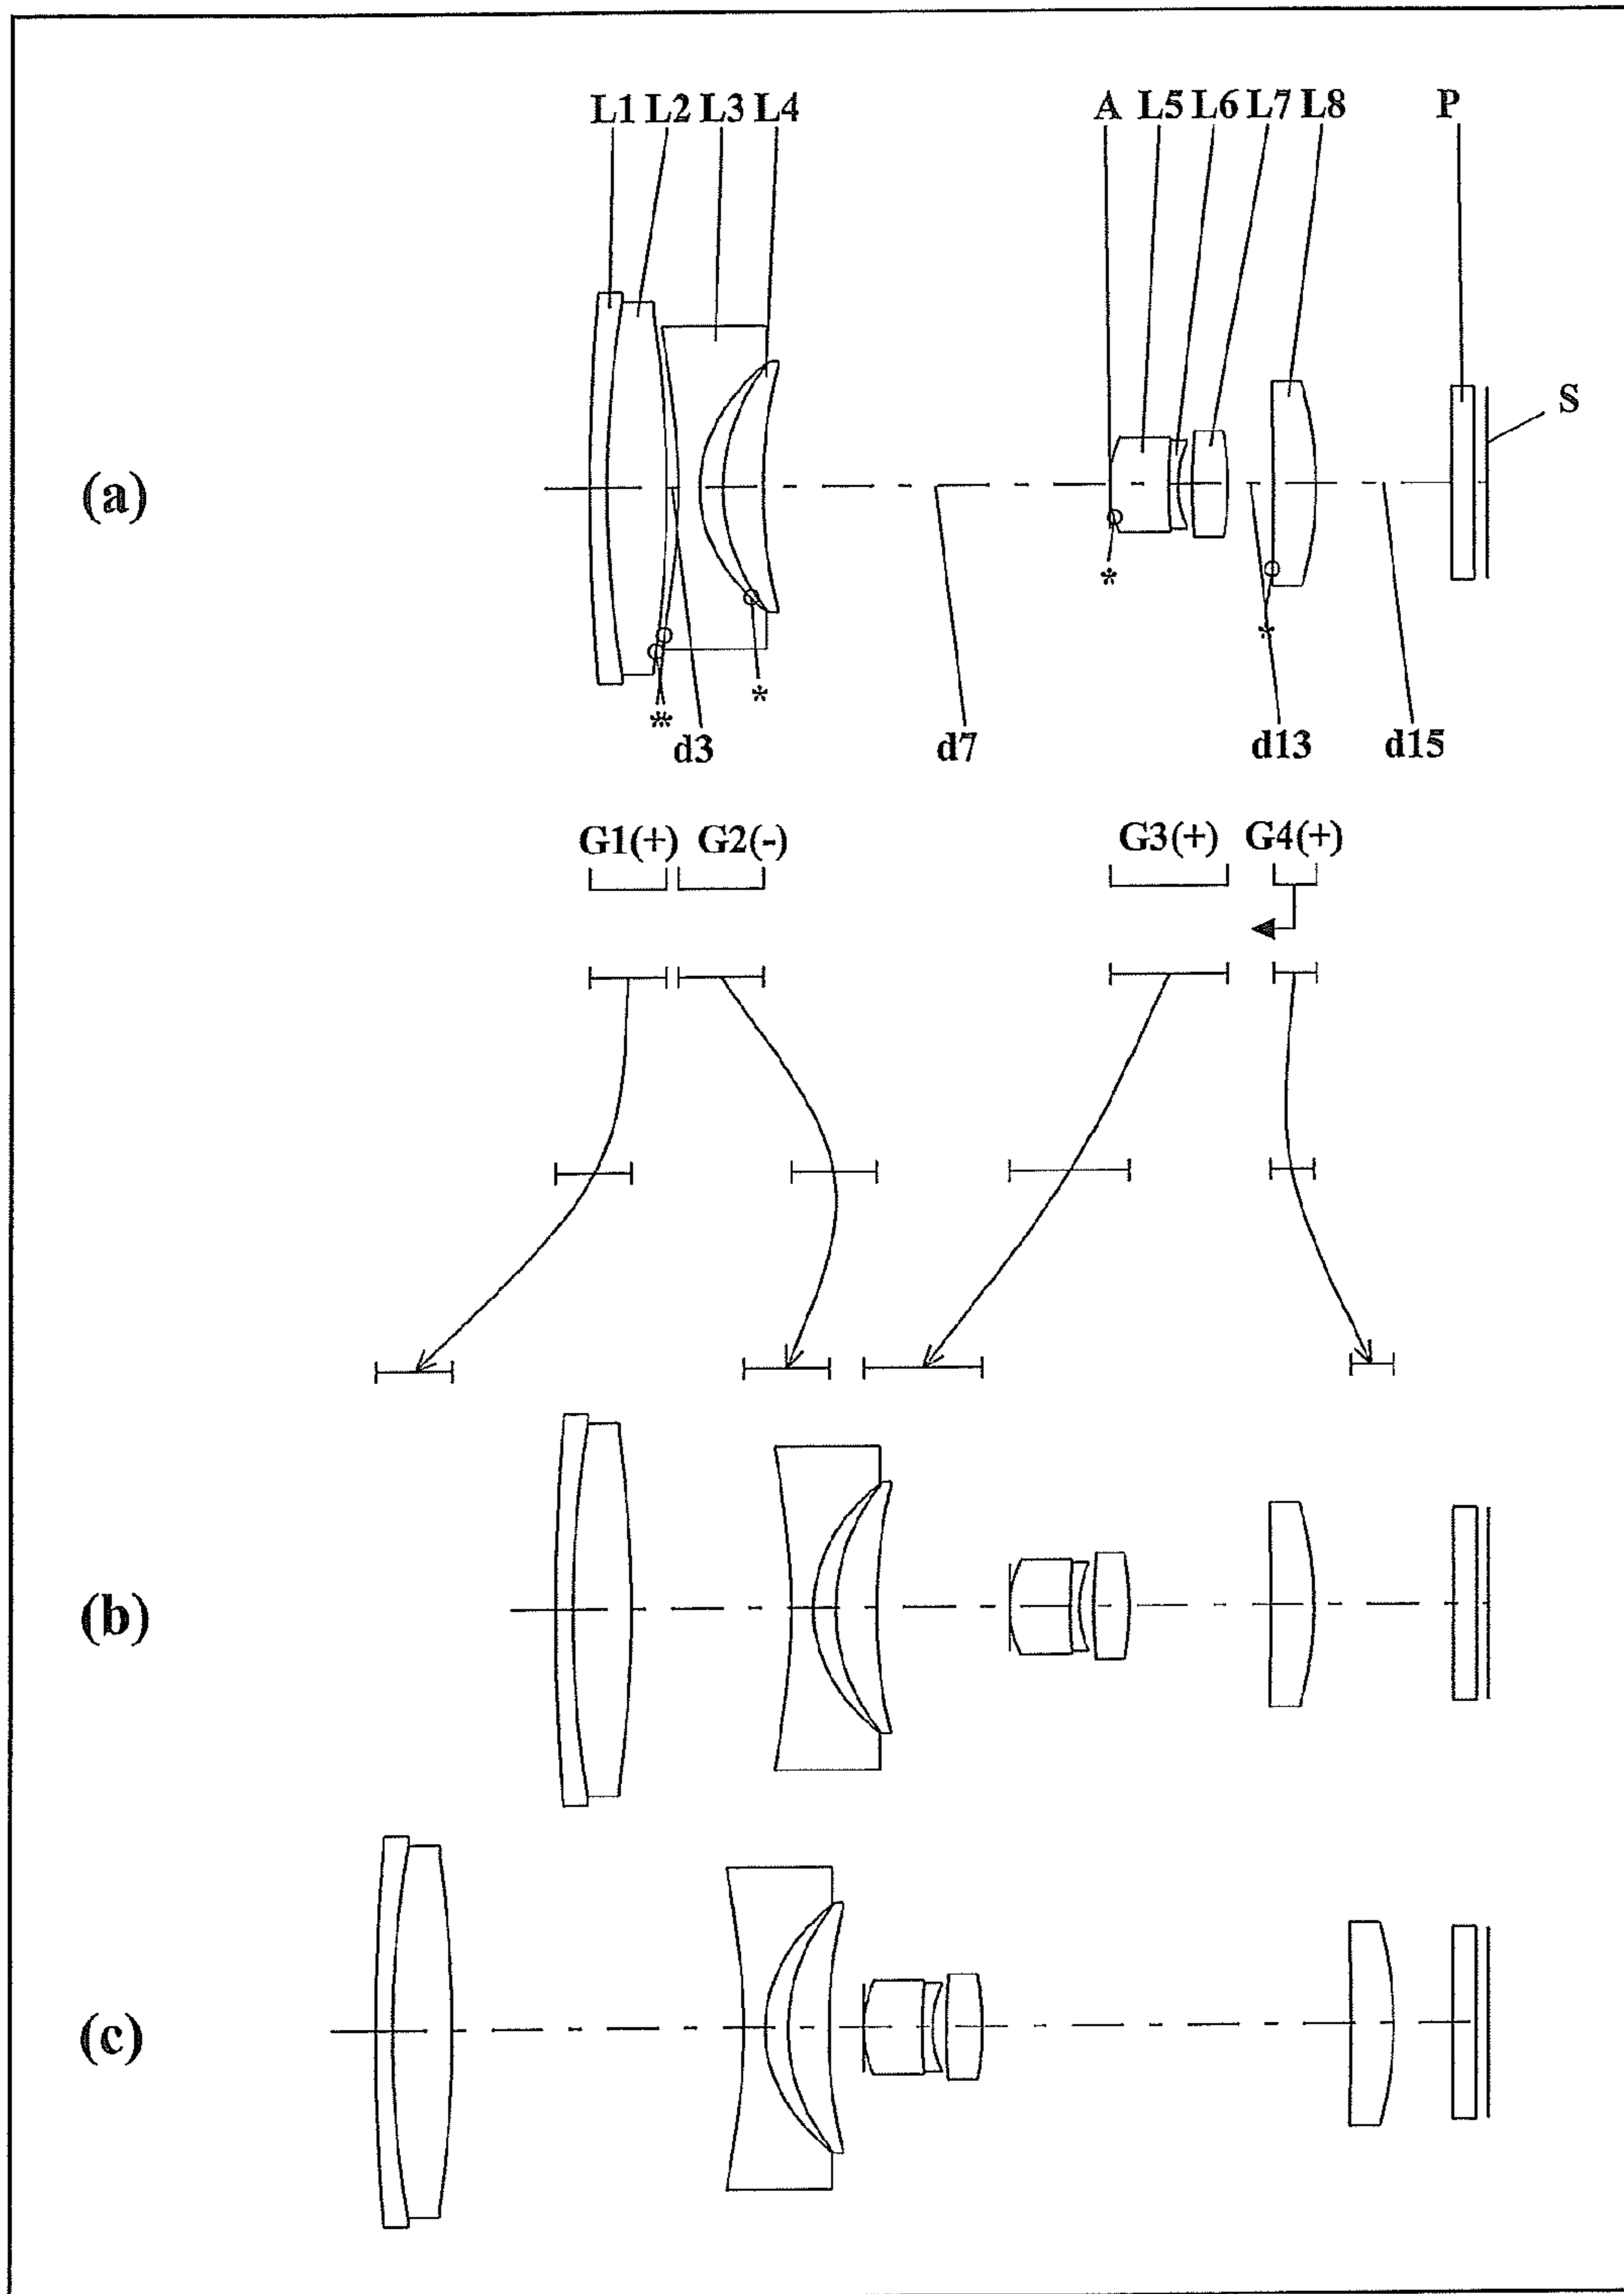 L1 L2 L3 L4 A L5 L6 L7 L8 P
S
(a)
* * * *
d3 d7 d13 d15
G1(+) G2(-) G3(+) G4(+)
(b)
(c)